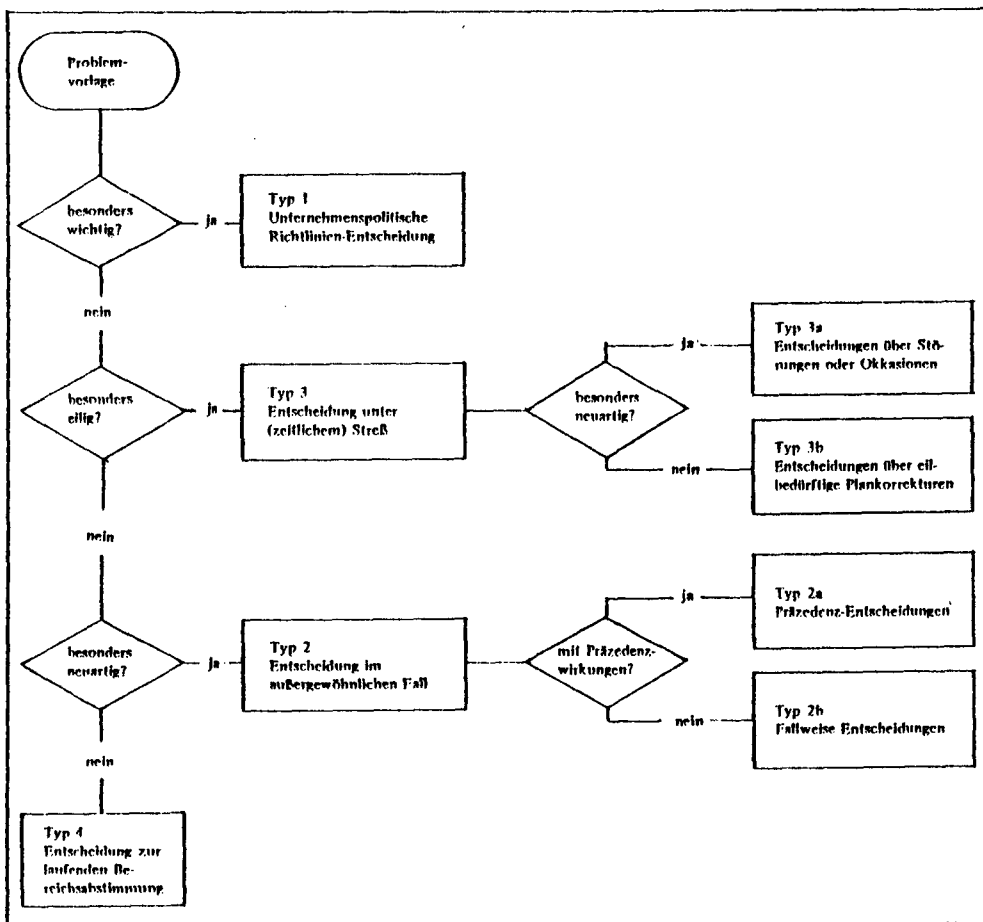 Problem-
vorlage
besonders
wichtig?
ja
Typ 1
Unternehmenspolitische
Richtlinien-Entscheidung
nein
besonders
eilig?
ja
Typ 3
Entscheidung unter
(zeitlichem) Streß
besonders
neuartig?
ja
Typ 3a
Entscheidungen über Stö-
rungen oder Okkasionen
nein
Typ 3b
Entscheidungen über eil-
bedürftige Plankorrekturen
nein
besonders
neuartig?
ja
Typ 2
Entscheidung im
außergewöhnlichen Fall
mit Präzedenz-
wirkungen?
ja
Typ 2a
Präzedenz-Entscheidungen
nein
Typ 2b
Fallweise Entscheidungen
nein
Typ 4
Entscheidung zur
laufenden Be-
reichsabstimmung